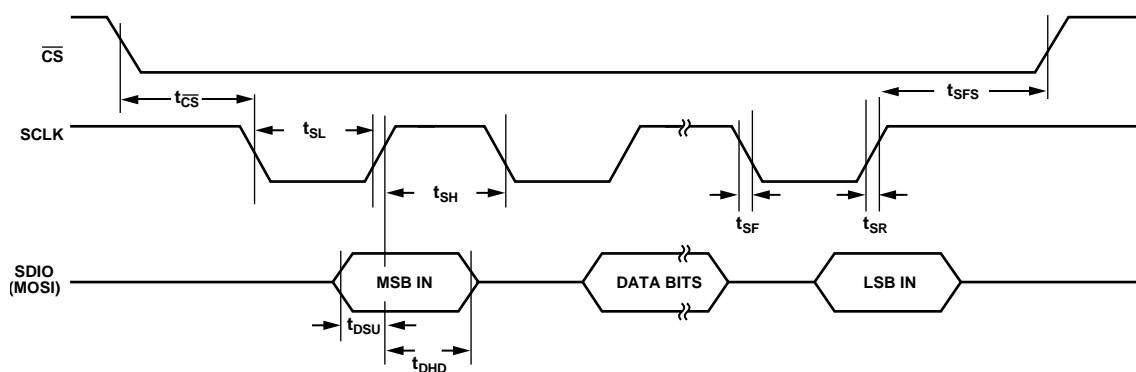 CS
tCS
tSFS
SCLK
tSL
tSH
tSF
tSR
SDIO
(MOSI)
MSB IN
DATA BITS
LSB IN
tDSU
tDHD